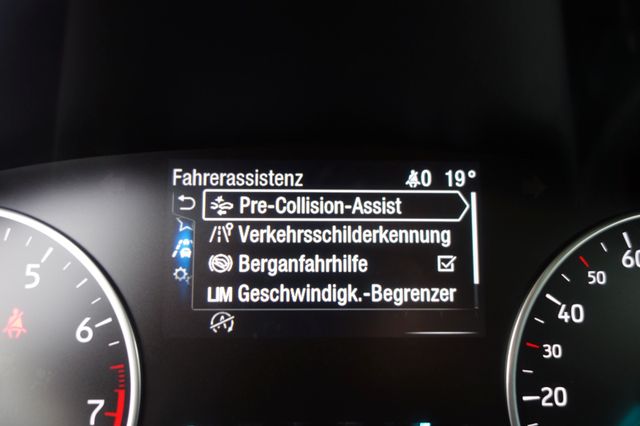 Fahrerassistenz 0 19°
Pre-Collision-Assist
Verkehrsschilderkennung
Berganfahrhilfe
LIM Geschwindigk.-Begrenzer
A
5
6
7
60
50
40
30
20